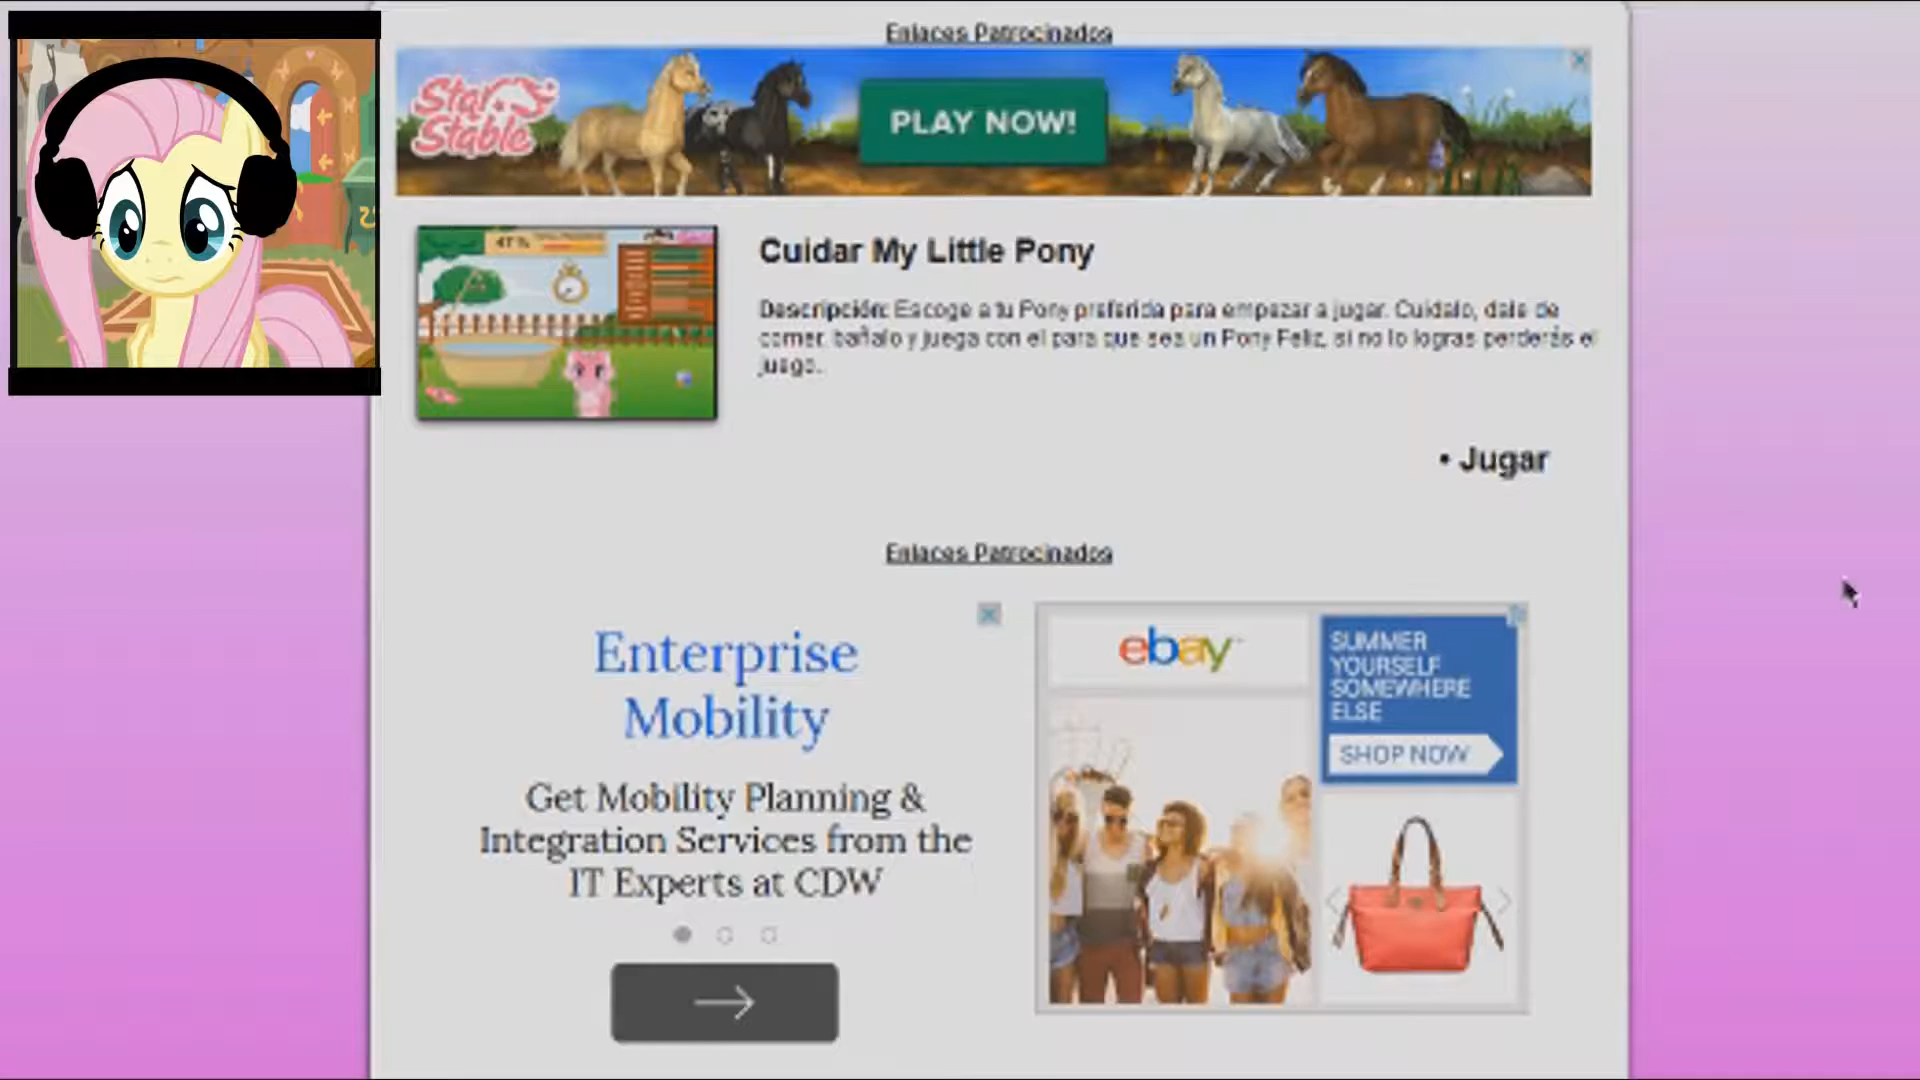 Enlaces Patrocinados
Star Stable
PLAY NOW!
47%
Cuidar My Little Pony
Descripción: Escoge a tu Pony preferida para empezar a jugar. Cuidalo, dale de
comer, bañalo y juega con el para que sea un Pony Feliz, si no lo logras perderás el
juego.
• Jugar
Enlaces Patrocinados
Enterprise
Mobility
Get Mobility Planning &
Integration Services from the
IT Experts at CDW
ebay
SUMMER
YOURSELF
SOMEWHERE
ELSE
SHOP NOW